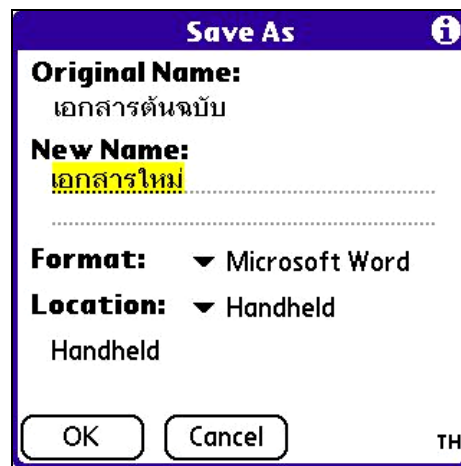 Save As
Original Name:
เอกสารต้นฉบับ
New Name:
เอกสารใหม่
Format: Microsoft Word
Location: Handheld
Handheld
OK Cancel TH